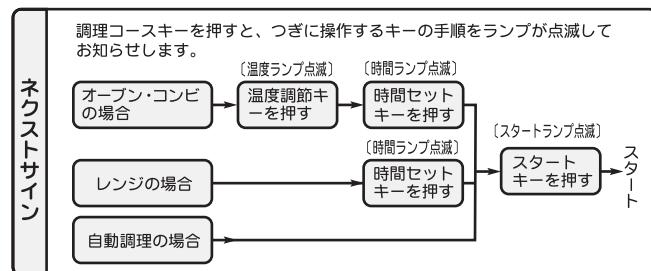 ネクストサイン
調理コースキーを押すと、つぎに操作するキーの手順をランプが点滅して
お知らせします。
〔温度ランプ点滅〕
〔時間ランプ点滅〕
オーブン・コンビ
の場合
温度調節キ
ーを押す
時間セット
キーを押す
〔時間ランプ点滅〕
レンジの場合
時間セット
キーを押す
自動調理の場合
〔スタートランプ点滅〕
スタート
キーを押す
スタート